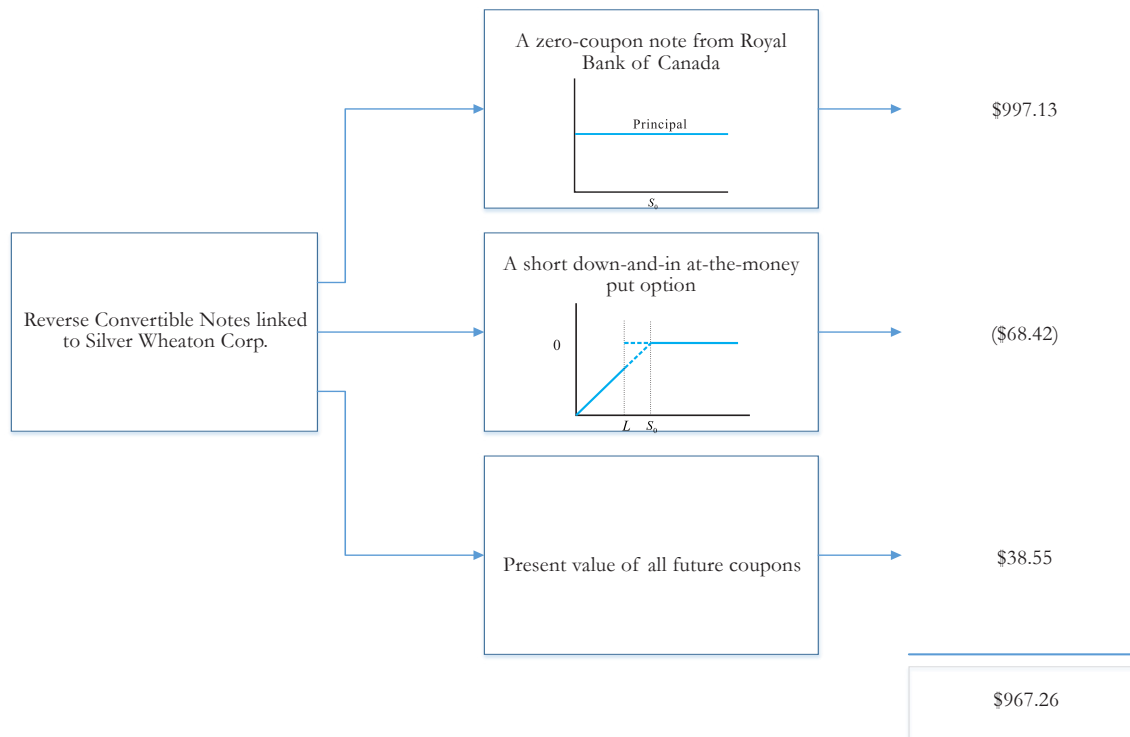 A zero-coupon note from Royal
Bank of Canada
Principal
S₀
$997.13
Reverse Convertible Notes linked
to Silver Wheaton Corp.
A short down-and-in at-the-money
put option
0
L S₀
($68.42)
Present value of all future coupons
$38.55
$967.26